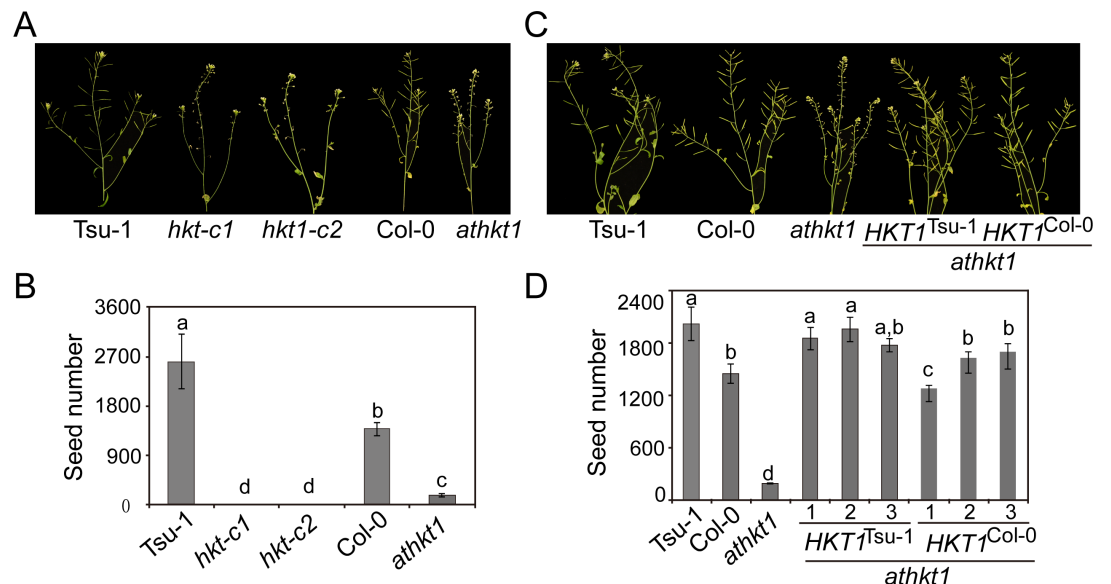 A
Tsu-1 hkt-c1 hkt1-c2 Col-0 athkt1
B
Seed number
3600
2700
1800
900
0
a
d
d
b
c
Tsu-1 hkt-c1 hkt-c2 Col-0 athkt1
C
Tsu-1 Col-0 athkt1 HKT1Tsu-1 HKT1Col-0
athkt1
D
Seed number
2400
1800
1200
600
0
a
b
d
a
a
a,b
c
b
b
1 2 3 1 2 3
Tsu-1 Col-0 athkt1 HKT1Tsu-1 HKT1Col-0
athkt1